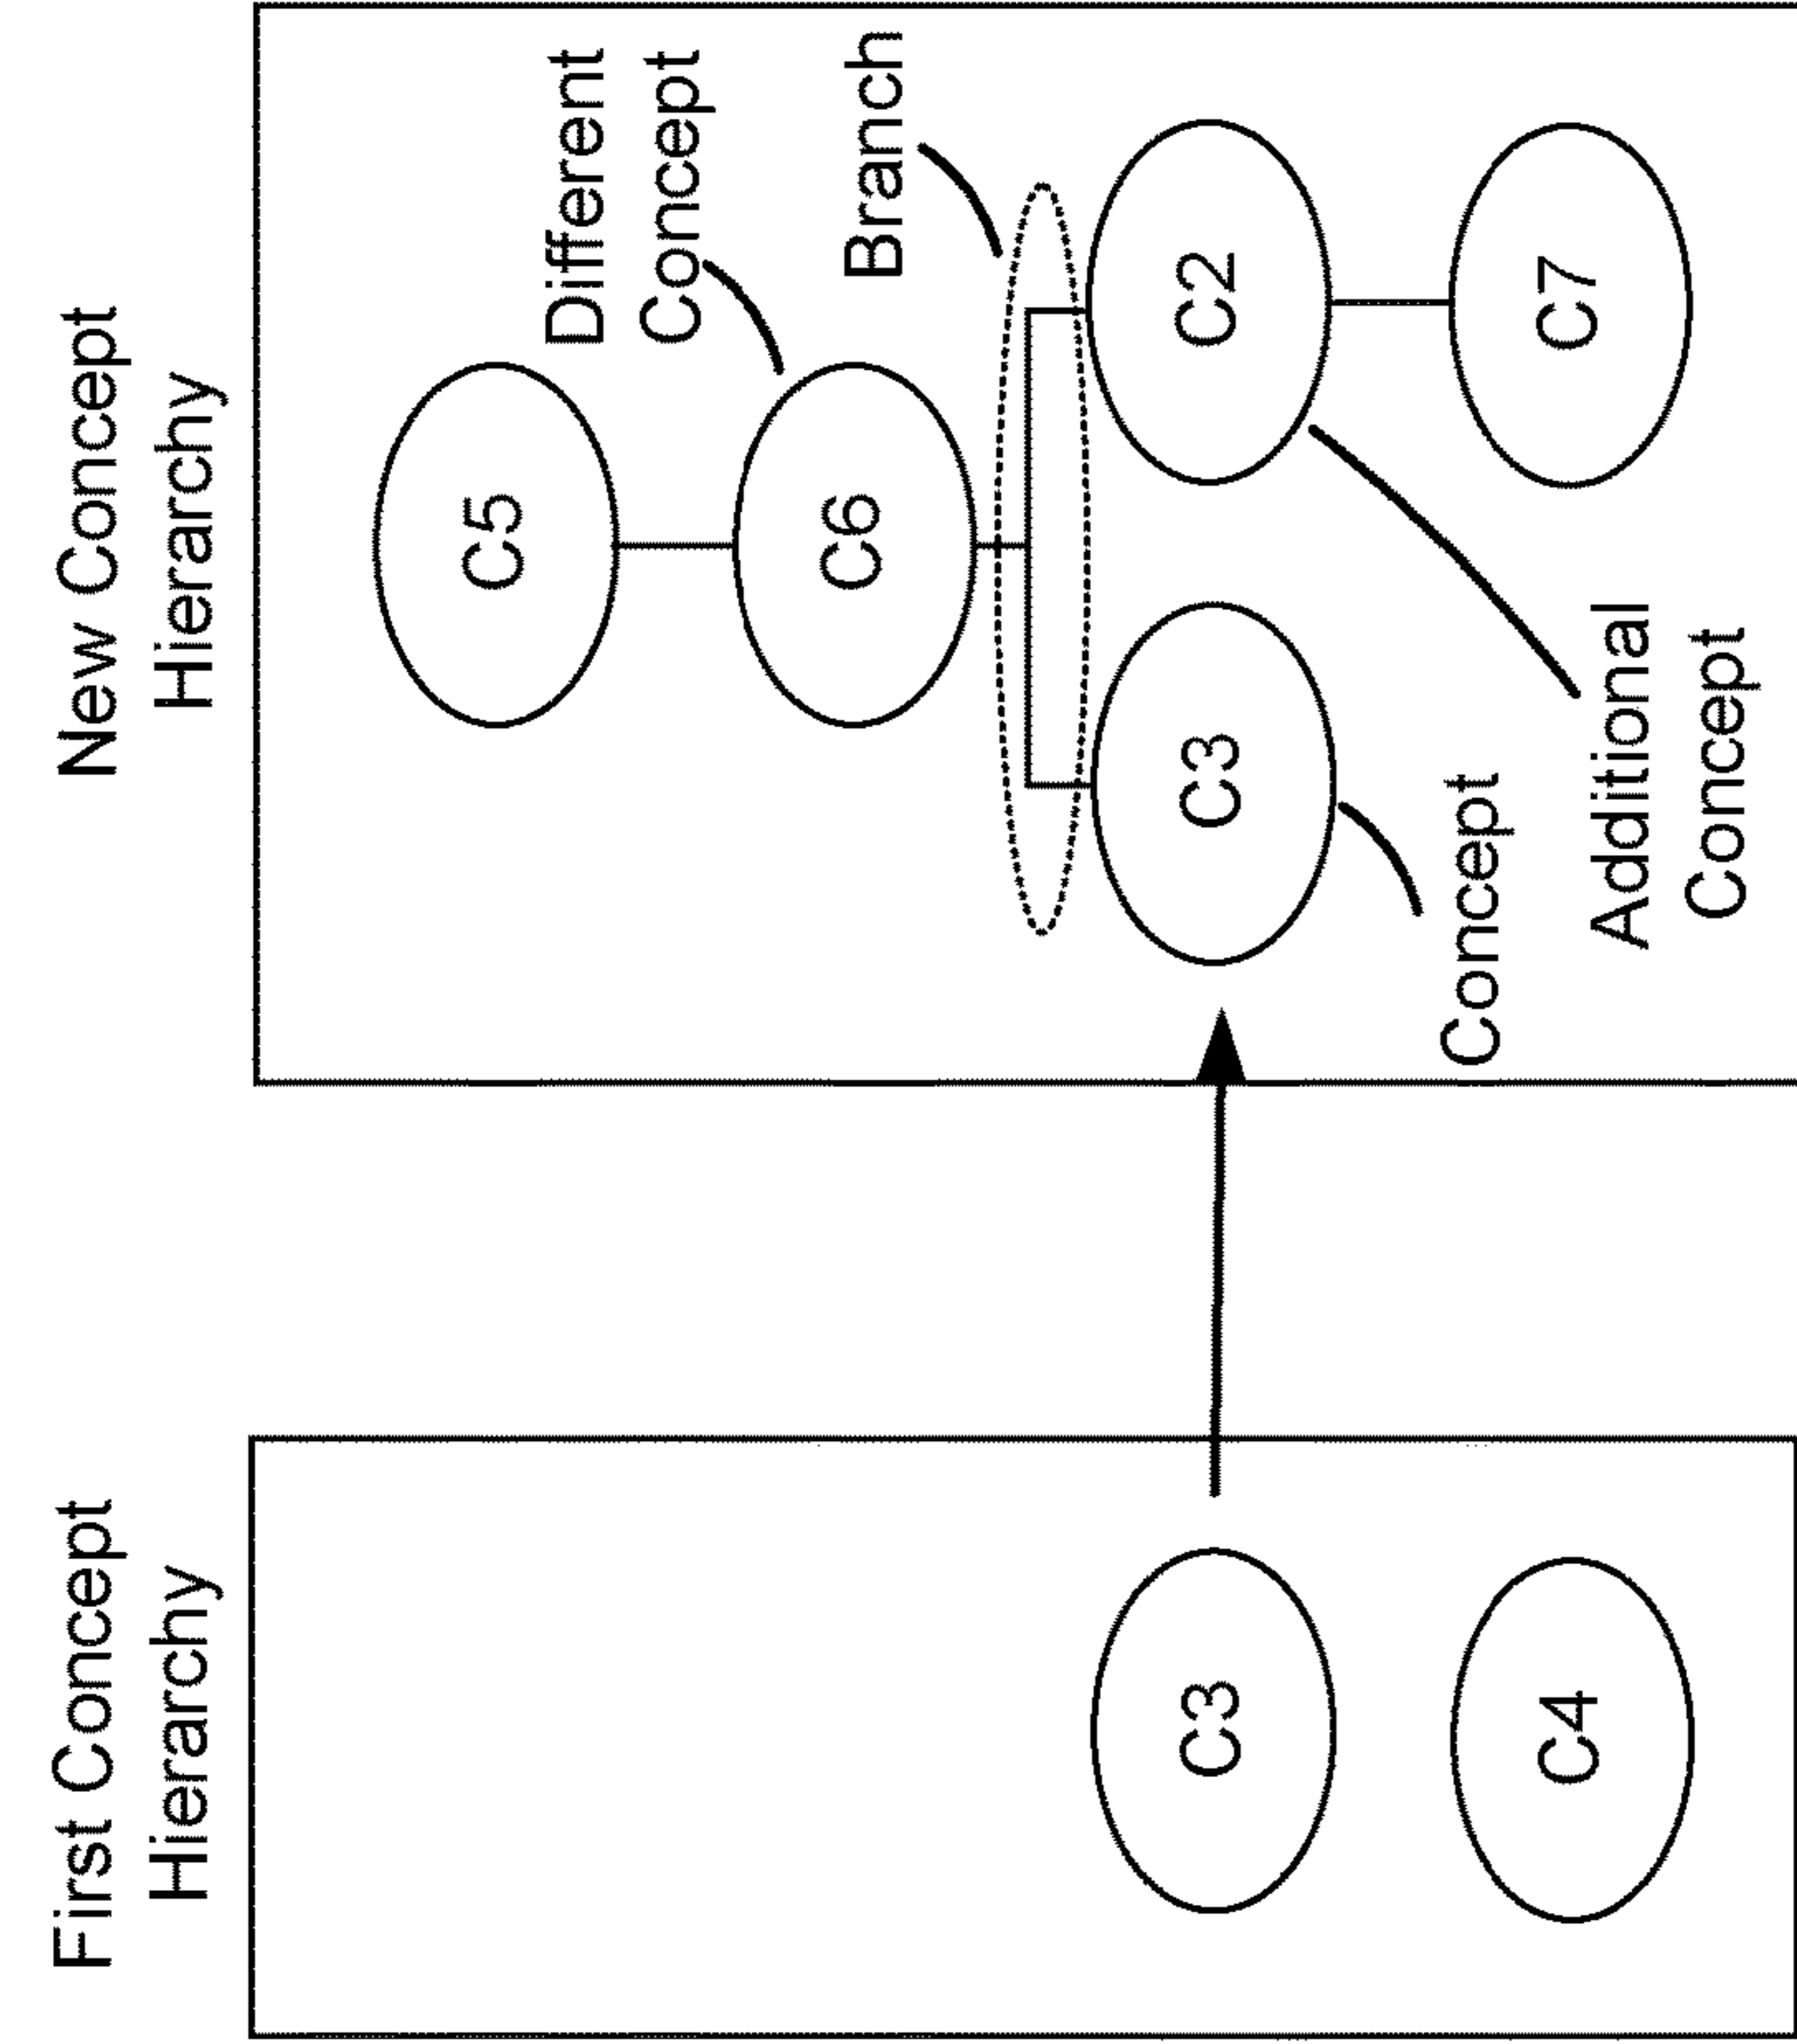 First Concept
Hierarchy
C3
C4
New Concept
Hierarchy
C5
Different
Concept
C6
Branch
C3
C2
C7
Concept
Additional
Concept